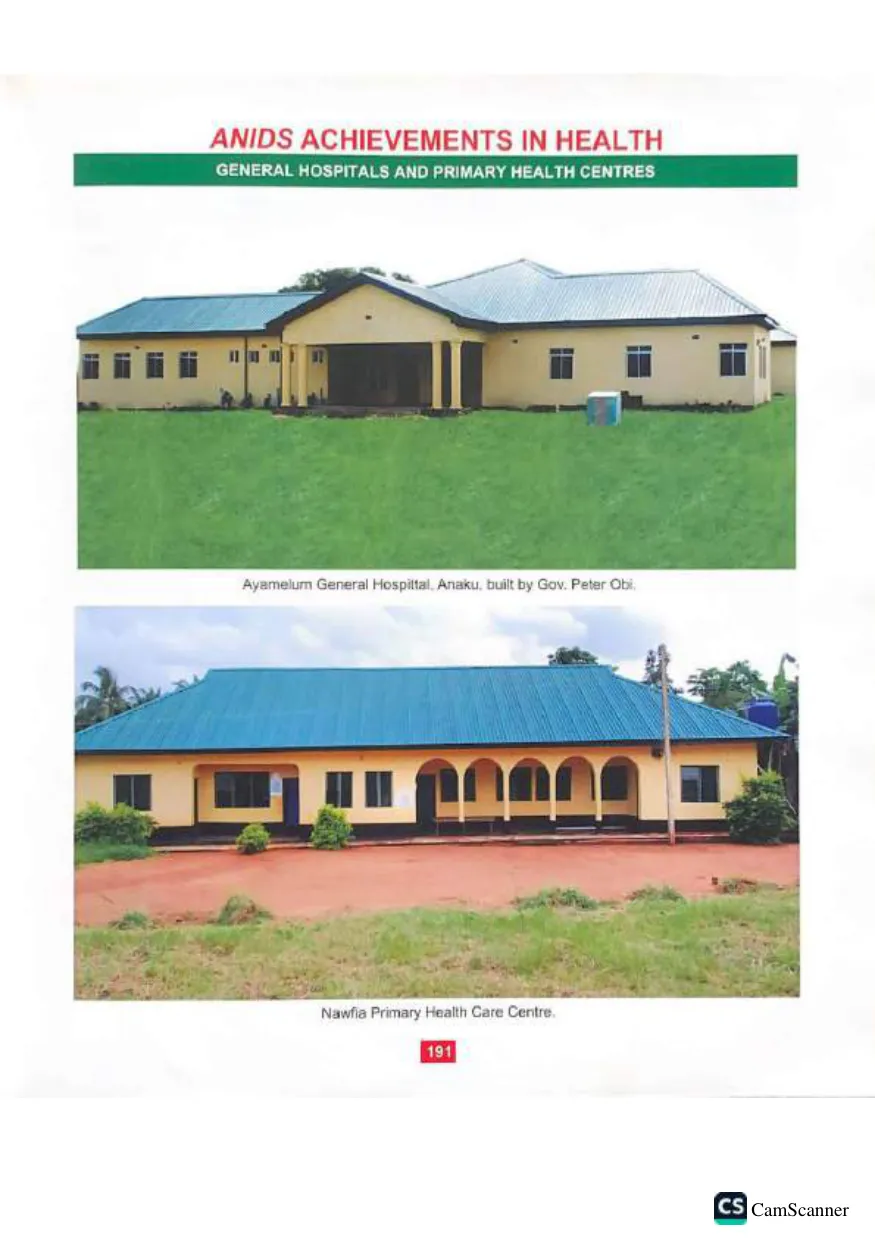 ANIDS ACHIEVEMENTS IN HEALTH
GENERAL HOSPITALS AND PRIMARY HEALTH CENTRES
Ayamelum General Hospittal, Anaku, built by Gov. Peter Obi.
Nawfia Primary Health Care Centre.
191
CS CamScanner